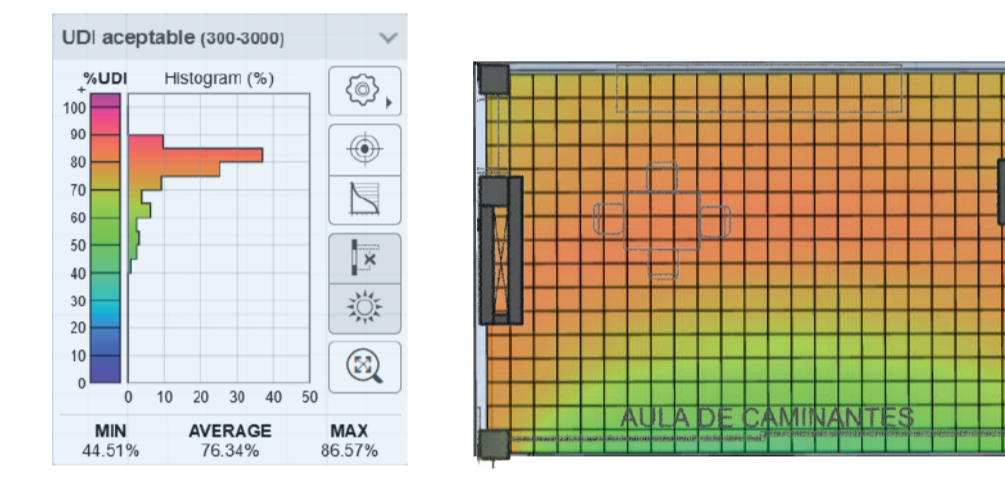 UDI aceptable (300-3000)
%UDI
Histogram (%)
+
100
90
80
70
60
50
40
30
20
10
0
0 10 20 30 40 50
MIN AVERAGE MAX
44.51% 76.34% 86.57%
AULA DE CAMINANTES